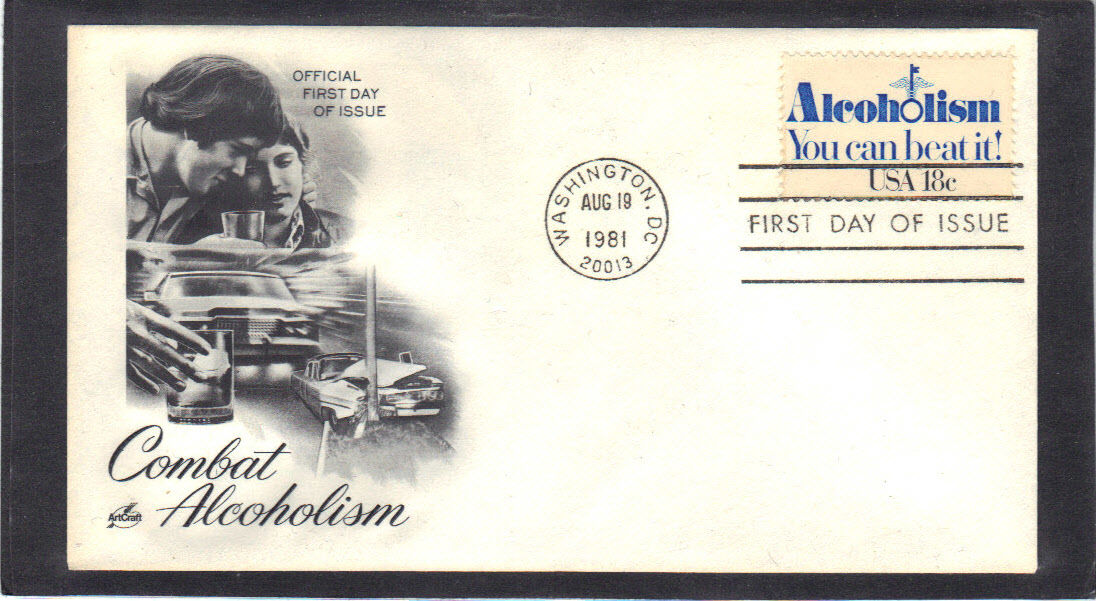 OFFICIAL
FIRST DAY
OF ISSUE
Alcoholism
You can beat it!
USA 18c
WASHINGTON, DC
AUG 19
1981
20013
FIRST DAY OF ISSUE
Combat
Alcoholism
ArtCraft